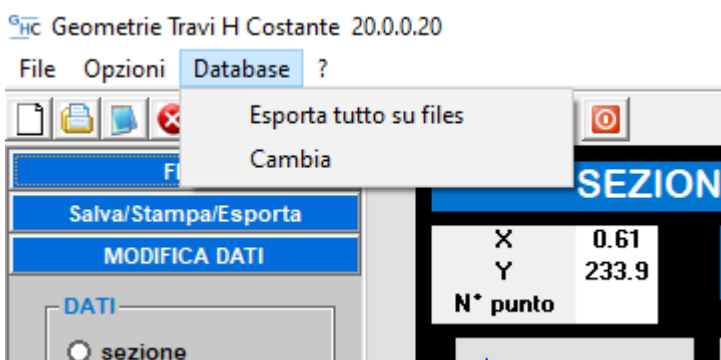 GHC Geometrie Travi H Costante 20.0.0.20
File Opzioni Database ?
Esporta tutto su files
Cambia
SEZION
Salva/Stampa/Esporta
MODIFICA DATI
X 0.61
Y 233.9
N° punto
DATI
sezione